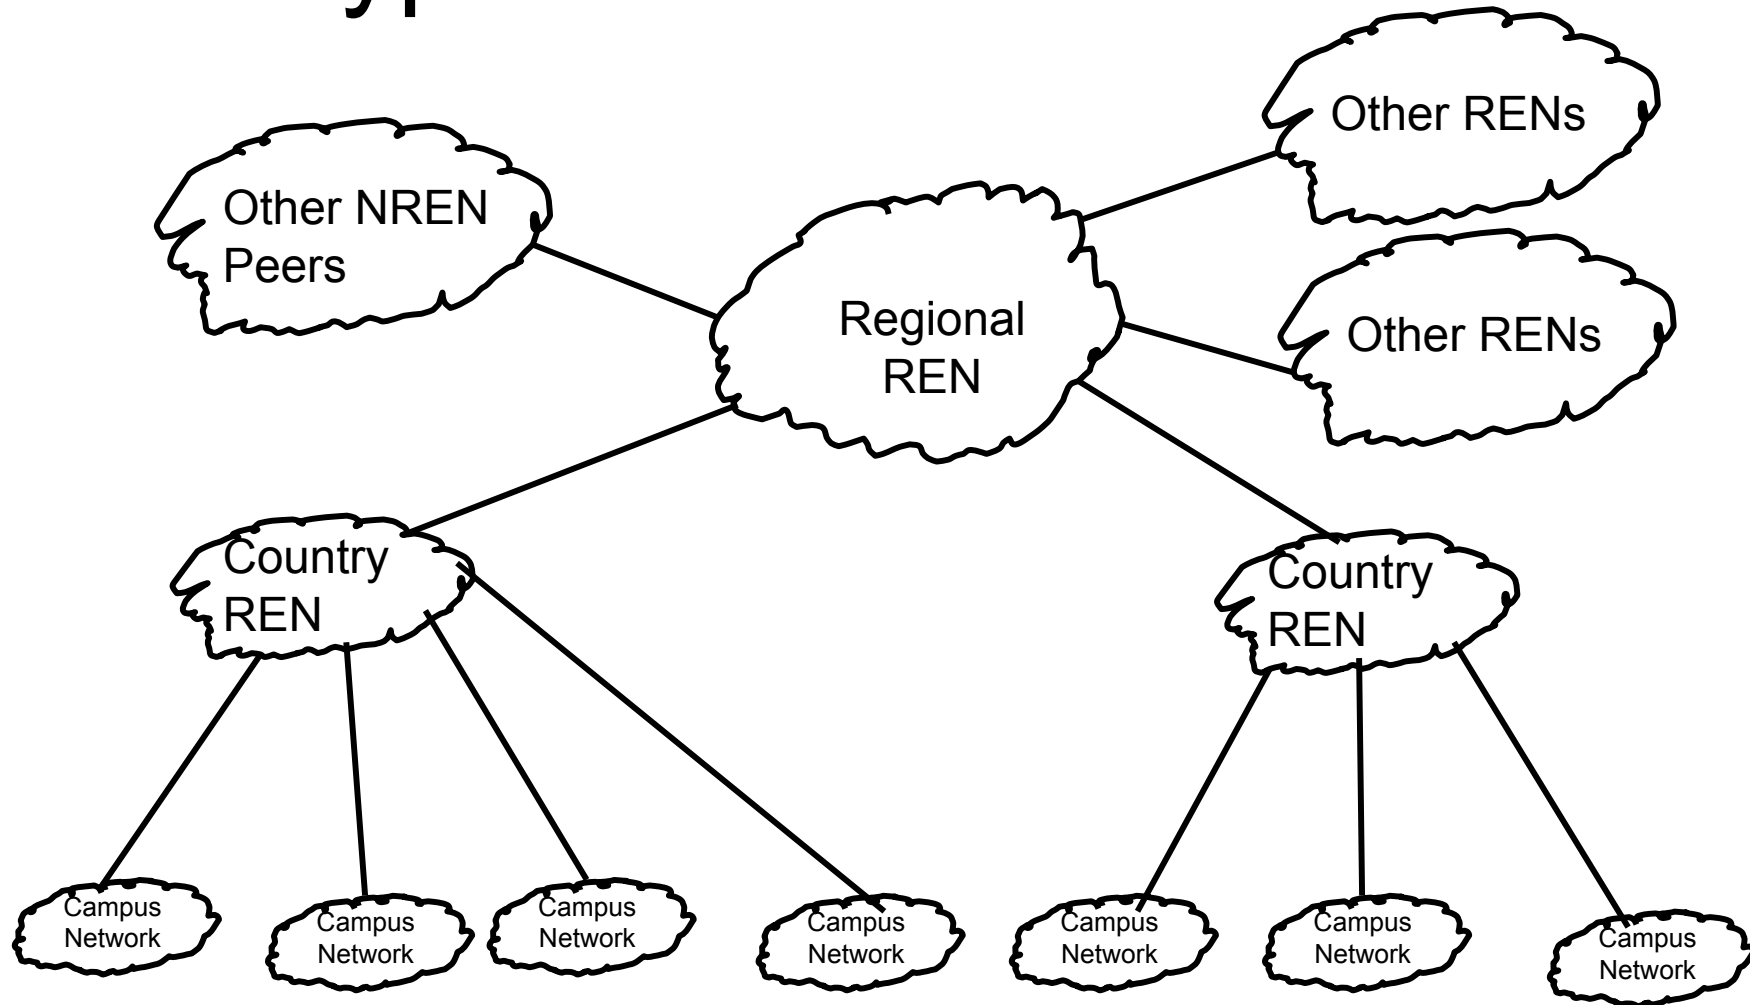 Other RENs
Other NREN
Peers
Regional
REN
Other RENs
Country
REN
Country
REN
Campus
Network
Campus
Network
Campus
Network
Campus
Network
Campus
Network
Campus
Network
Campus
Network